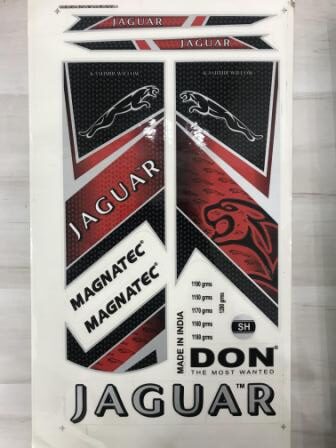 JAGUAR
JAGUAR
KASHMIR WILLOW
KASHMIR WILLOW
JAGUAR
MAGNATEC®
MAGNATEC®
MADE IN INDIA
1190 grms
1150 grms
1170 grms
1160 grms
1180 grms
1200 grms
SH
DON®
THE MOST WANTED
JAGUAR™